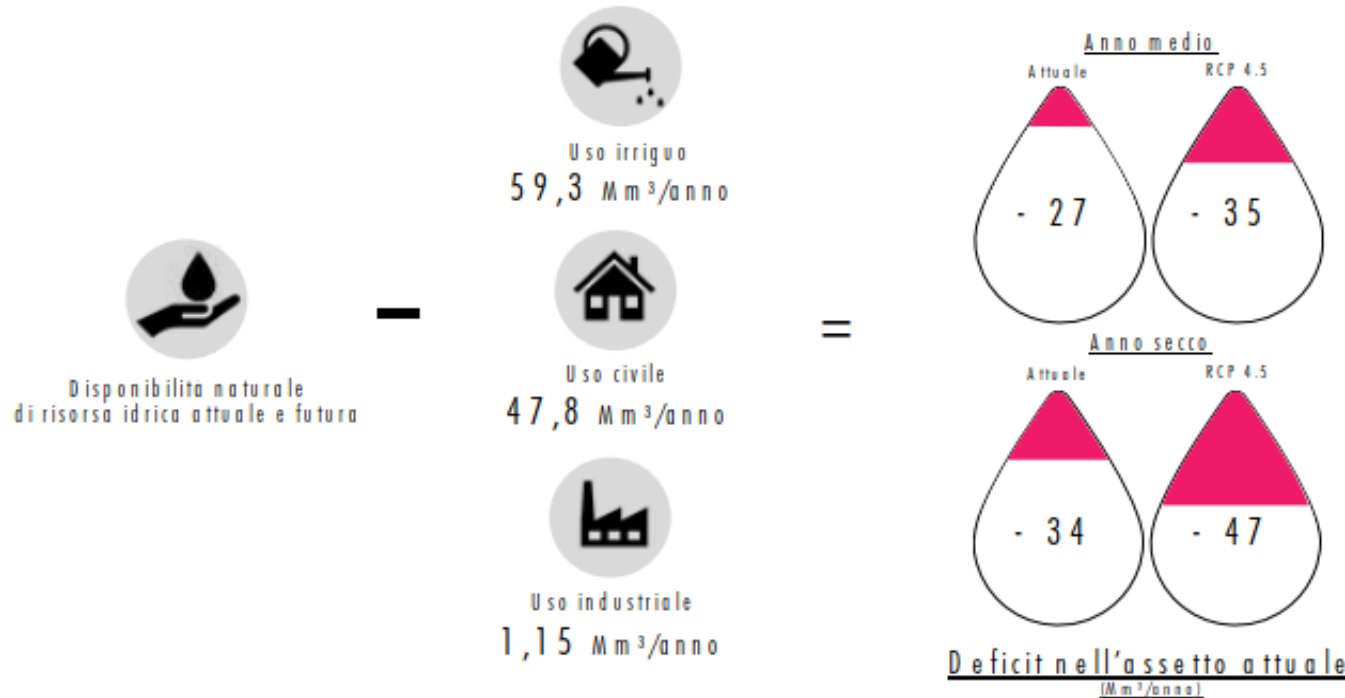 Disponibilità naturale
di risorsa idrica attuale e futura
–
Uso irriguo
59,3 Mm³/anno
Uso civile
47,8 Mm³/anno
Uso industriale
1,15 Mm³/anno
=
Anno medio
Attuale RCP 4.5
- 27 - 35
Anno secco
Attuale RCP 4.5
- 34 - 47
Deficit nell'assetto attuale
(Mm³/anno)